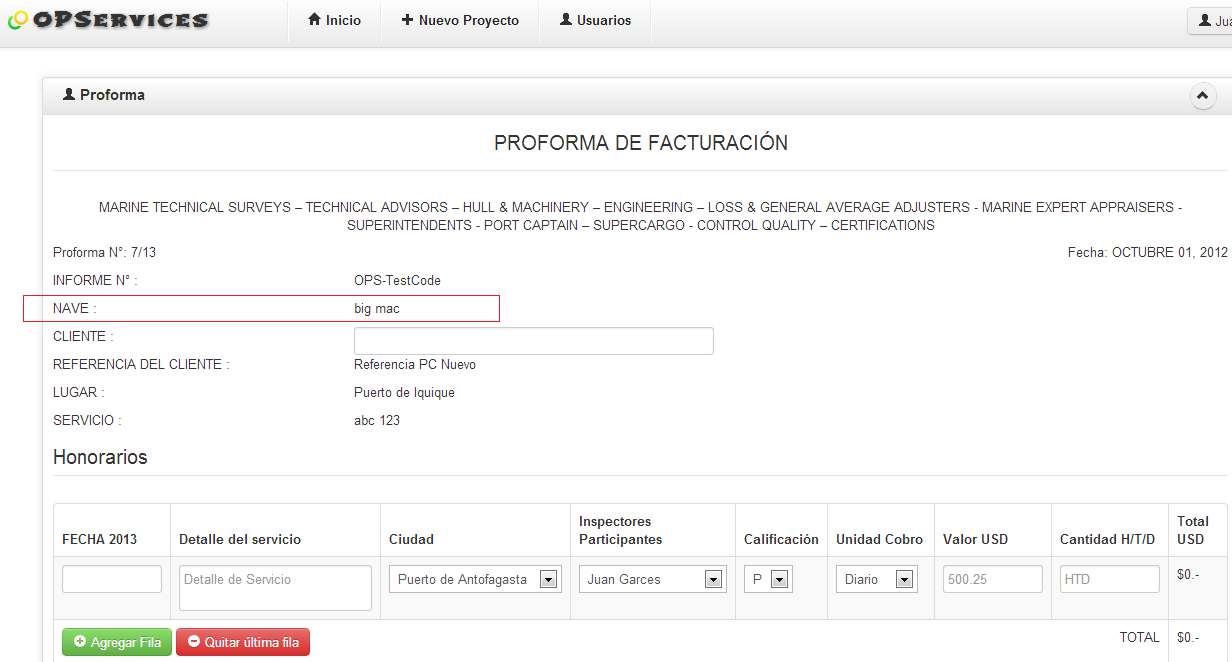 OPServices
Inicio
Nuevo Proyecto
Usuarios
Proforma
PROFORMA DE FACTURACIÓN
MARINE TECHNICAL SURVEYS – TECHNICAL ADVISORS – HULL & MACHINERY – ENGINEERING – LOSS & GENERAL AVERAGE ADJUSTERS - MARINE EXPERT APPRAISERS -
SUPERINTENDENTS - PORT CAPTAIN – SUPERCARGO - CONTROL QUALITY – CERTIFICATIONS
Proforma N°: 7/13 Fecha: OCTUBRE 01, 2012
INFORME N° : OPS-TestCode
NAVE : big mac
CLIENTE :
REFERENCIA DEL CLIENTE : Referencia PC Nuevo
LUGAR : Puerto de Iquique
SERVICIO : abc 123
Honorarios
FECHA 2013
Detalle del servicio
Ciudad
Inspectores
Participantes
Calificación
Unidad Cobro
Valor USD
Cantidad H/T/D
Total
USD
Detalle de Servicio
Puerto de Antofagasta
Juan Garces
P
Diario
500.25
HTD
$0.-
Agregar Fila
Quitar última fila
TOTAL
$0.-